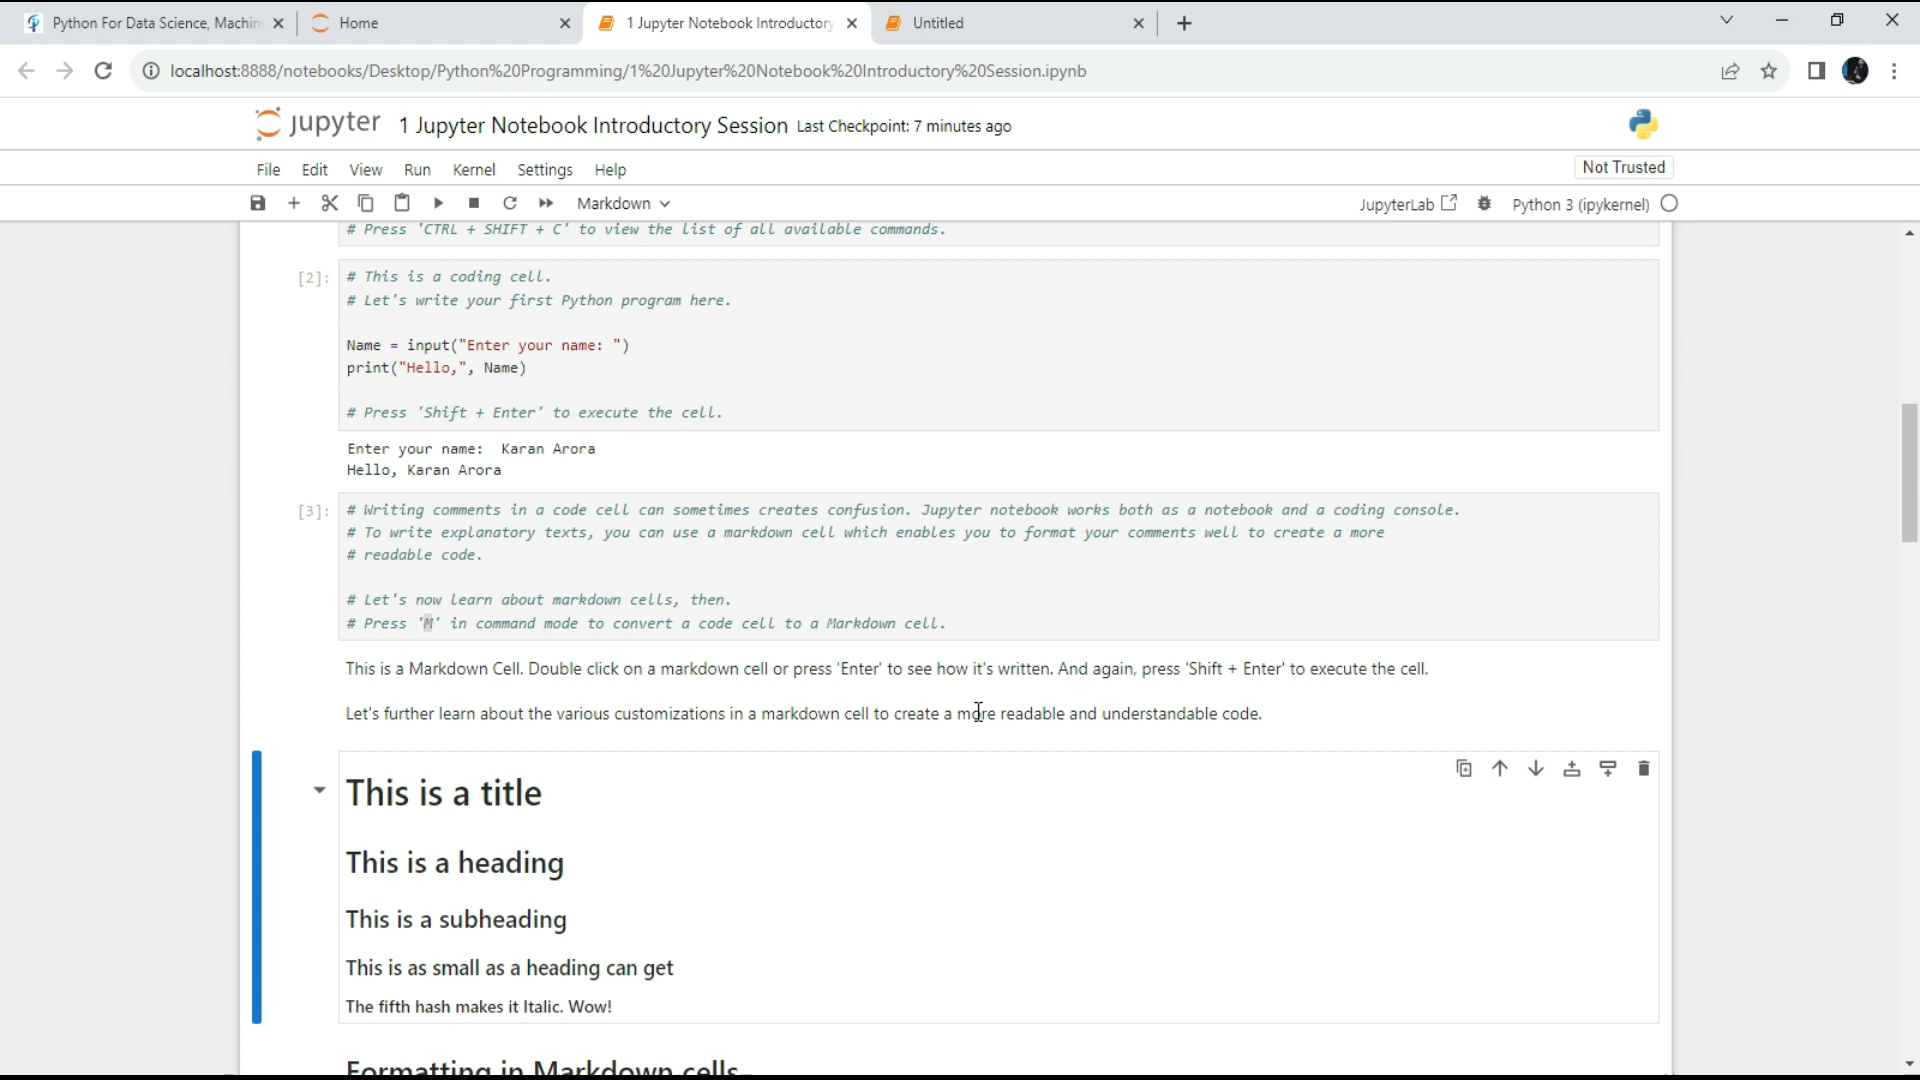 Python For Data Science, Machin
Home
1 Jupyter Notebook Introductory
Untitled
localhost:8888/notebooks/Desktop/Python%20Programming/1%20Jupyter%20Notebook%20Introductory%20Session.ipynb
jupyter 1 Jupyter Notebook Introductory Session Last Checkpoint: 7 minutes ago
File Edit View Run Kernel Settings Help Not Trusted
Markdown JupyterLab Python 3 (ipykernel)
# Press 'CTRL + SHIFT + C' to view the list of all available commands.
[2]: # This is a coding cell.
# Let's write your first Python program here.
Name = input("Enter your name: ")
print("Hello,", Name)
# Press 'Shift + Enter' to execute the cell.
Enter your name: Karan Arora
Hello, Karan Arora
[3]: # Writing comments in a code cell can sometimes creates confusion. Jupyter notebook works both as a notebook and a coding console.
# To write explanatory texts, you can use a markdown cell which enables you to format your comments well to create a more
# readable code.
# Let's now learn about markdown cells, then.
# Press 'M' in command mode to convert a code cell to a Markdown cell.
This is a Markdown Cell. Double click on a markdown cell or press 'Enter' to see how it's written. And again, press 'Shift + Enter' to execute the cell.
Let's further learn about the various customizations in a markdown cell to create a more readable and understandable code.
This is a title
This is a heading
This is a subheading
This is as small as a heading can get
The fifth hash makes it Italic. Wow!
Formatting in Markdown cells